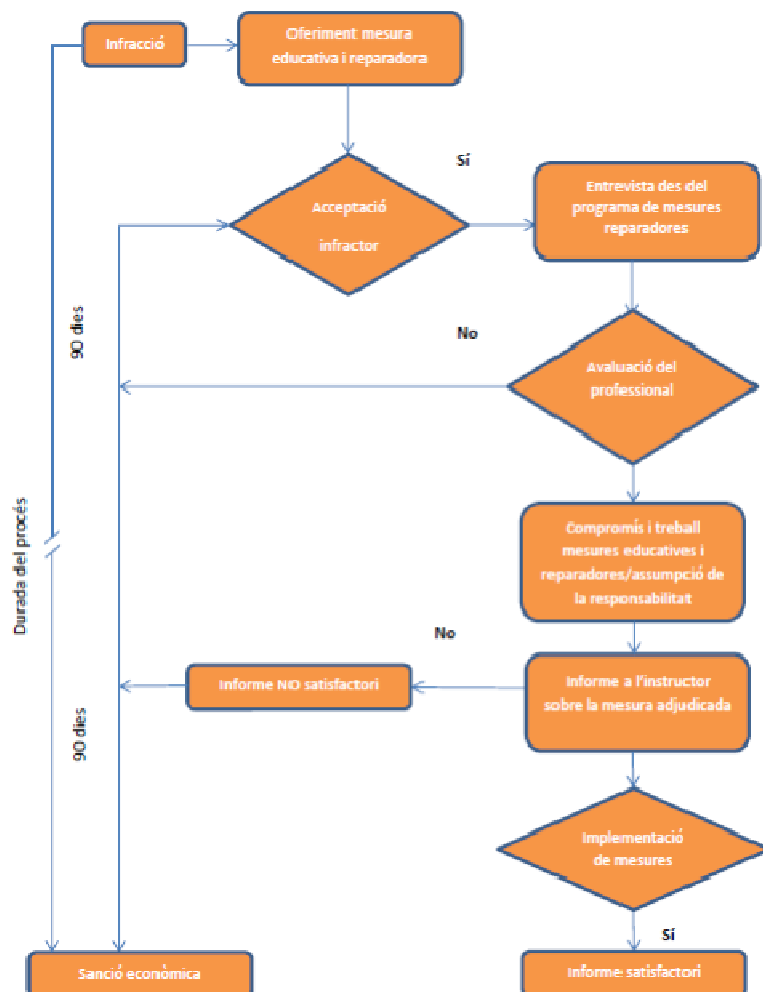 Infracció
Oferiment mesura
educativa i reparadora
Sí
Acceptació
infractor
Entrevista des del
programa de mesures
reparadores
90 dies
No
Avaluació del
professional
Durada del procés
Compromís i treball
mesures educatives i
reparadores/assumpció de
la responsabilitat
No
Informe NO satisfactori
Informe a l'instructor
sobre la mesura adjudicada
90 dies
Implementació
de mesures
Sí
Sanció econòmica
Informe satisfactori